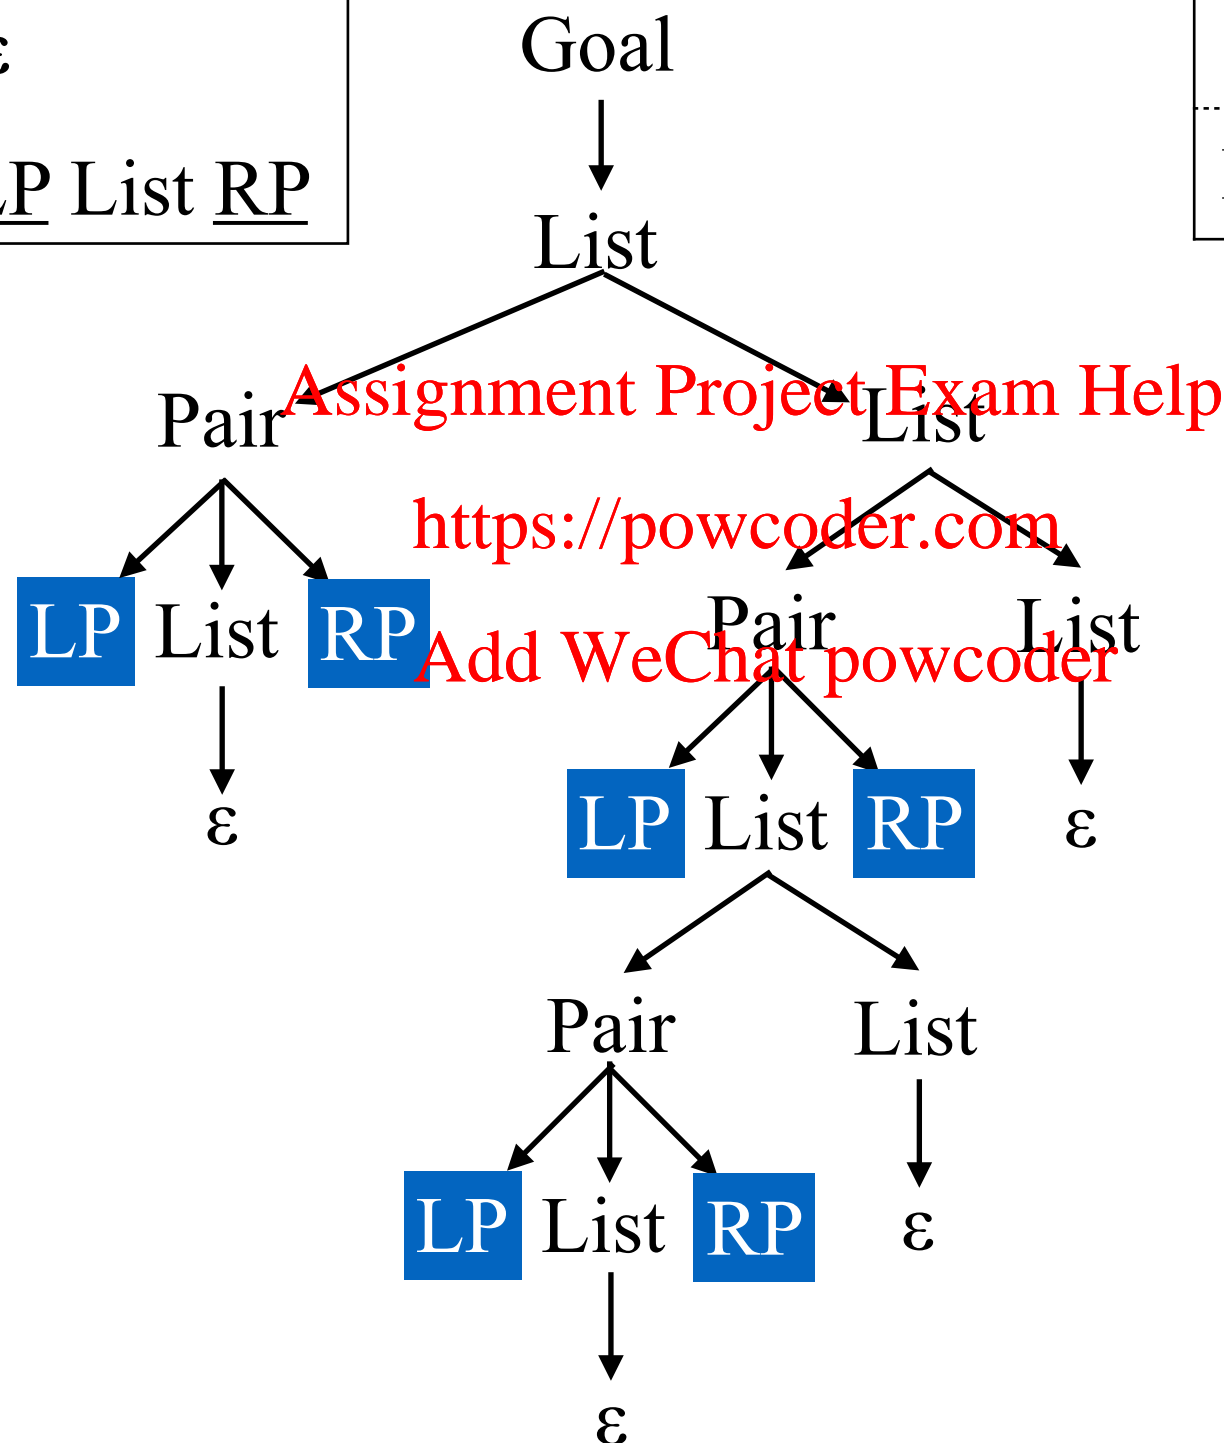 Goal
ε
LP List RP
List
Assignment Project Exam Help
Pair List
https://powcoder.com
Pair List
LP List RP
Add WeChat powcoder
ε LP List RP ε
Pair List
LP List RP ε
ε